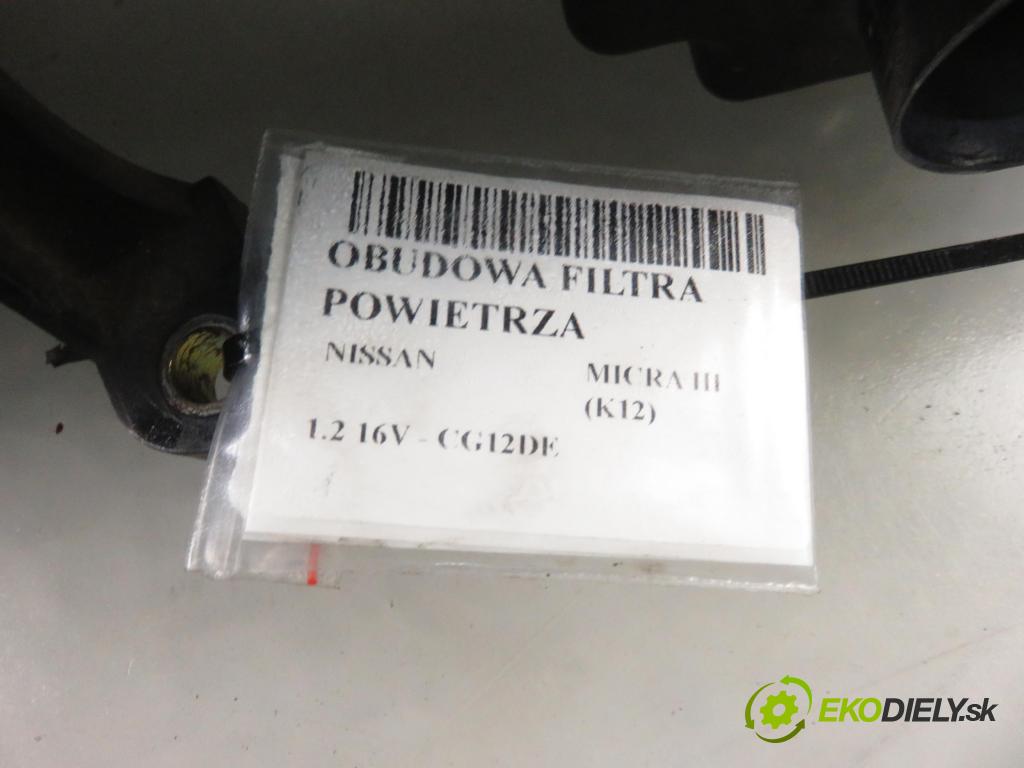 OBUDOWA FILTRA
POWIETRZA
NISSAN
MICRA III
(K12)
1.2 16V - CG12DE
EKODIELY.sk